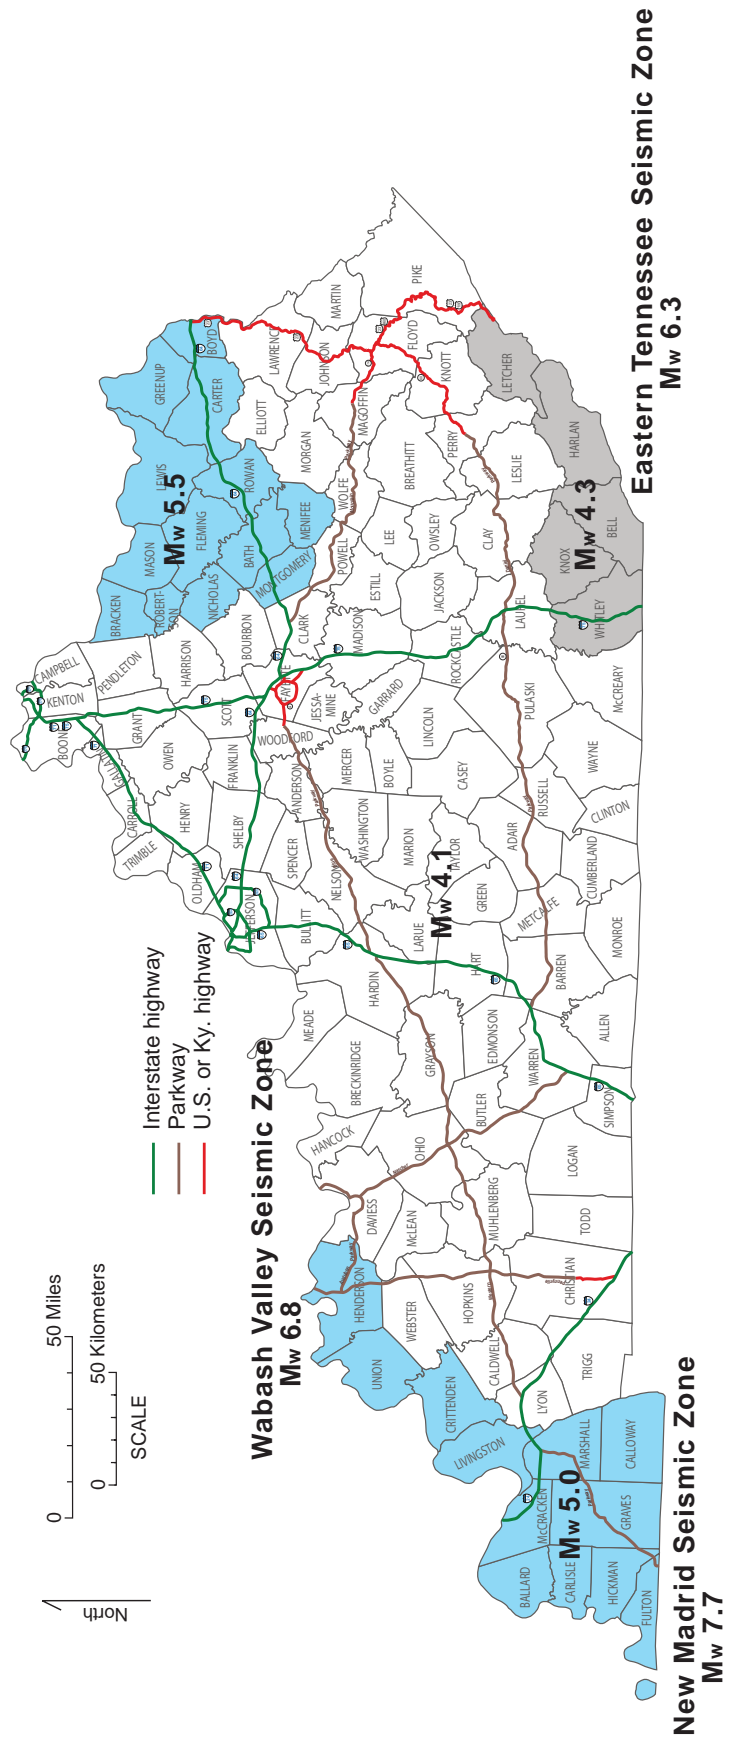 0 50 Miles
0 50 Kilometers
SCALE
North
Interstate highway
Parkway
U.S. or Ky. highway
Wabash Valley Seismic Zone
Mw 6.8
New Madrid Seismic Zone
Mw 7.7
Eastern Tennessee Seismic Zone
Mw 6.3
Mw 5.5
Mw 4.1
Mw 5.0
Mw 4.3
CAMPBELL
KENTON
BOONE
PENDLETON
BRACKEN
MASON
LEWIS
GREENUP
GALLATIN
GRANT
HARRISON
ROBERT-
SON
FLEMING
CARTER
BOYD
CARROLL
OWEN
NICHOLAS
ROWAN
TRIMBLE
HENRY
SCOTT
BOURBON
BATH
ELLIOTT
LAWRENCE
OLDHAM
SHELBY
FRANKLIN
MONTGOMERY
MENIFEE
MORGAN
JEFFERSON
SPENCER
ANDERSON
WOODFORD
FAYETTE
CLARK
JOHNSON
MARTIN
BULLITT
NELSON
MERCER
JESSA-
MINE
MADISON
POWELL
WOLFE
MAGOFFIN
FLOYD
PIKE
MEADE
HARDIN
WASHINGTON
BOYLE
GARRARD
ESTILL
LEE
BREATHITT
KNOTT
HANCOCK
BRECKINRIDGE
LARUE
MARION
LINCOLN
ROCKCASTLE
JACKSON
OWSLEY
PERRY
LETCHER
HENDERSON
DAVIESS
OHIO
GRAYSON
HART
TAYLOR
CASEY
CLAY
LESLIE
UNION
WEBSTER
McLEAN
BUTLER
EDMONSON
GREEN
ADAIR
RUSSELL
PULASKI
LAUREL
KNOX
HARLAN
CRITTENDEN
HOPKINS
MUHLENBERG
WARREN
BARREN
METCALFE
CUMBERLAND
CLINTON
WAYNE
McCREARY
WHITLEY
BELL
LIVINGSTON
CALDWELL
LYON
CHRISTIAN
TODD
LOGAN
SIMPSON
ALLEN
MONROE
BALLARD
McCRACKEN
MARSHALL
TRIGG
CARLISLE
HICKMAN
GRAVES
CALLOWAY
FULTON